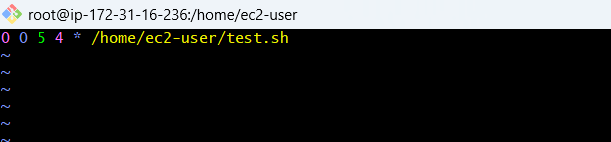 root@ip-172-31-16-236:/home/ec2-user
0 0 5 4 * /home/ec2-user/test.sh
~
~
~
~
~